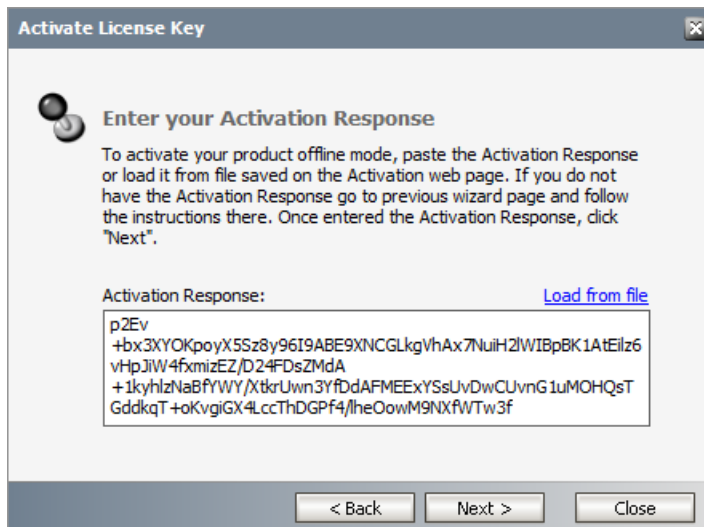 Activate License Key
Enter your Activation Response
To activate your product offline mode, paste the Activation Response
or load it from file saved on the Activation web page. If you do not
have the Activation Response go to previous wizard page and follow
the instructions there. Once entered the Activation Response, click
"Next".
Activation Response:
Load from file
p2Ev
+bx3XYOKpoyX5Sz8y96I9ABE9XNCGLkgVhAx7NuiH2lWIBpBK1AtEilz6
vHpJiW4fxmizEZ/D24FDsZMdA
+1kyhlzNaBfYWY/XtkrUwn3YfDdAFMEExYSsUvDwCUvnG1uMOHQsT
GddkqT+oKvgiGX4LccThDGPf4/lheOowM9NXfWTw3f
< Back
Next >
Close